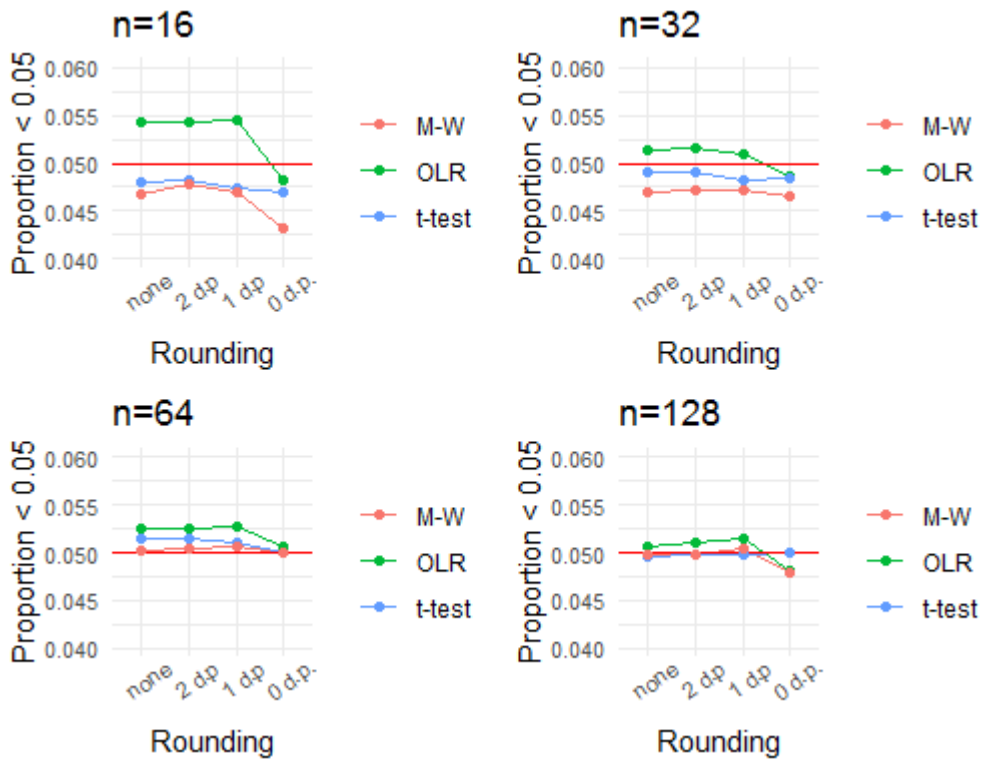 n=16
Proportion < 0.05
0.060
0.055
0.050
0.045
0.040
none
2 d.p
1 d.p
0 d.p.
Rounding
M-W
OLR
t-test
n=32
Proportion < 0.05
0.060
0.055
0.050
0.045
0.040
none
2 d.p
1 d.p
0 d.p.
Rounding
M-W
OLR
t-test
n=64
Proportion < 0.05
0.060
0.055
0.050
0.045
0.040
none
2 d.p
1 d.p
0 d.p.
Rounding
M-W
OLR
t-test
n=128
Proportion < 0.05
0.060
0.055
0.050
0.045
0.040
none
2 d.p
1 d.p
0 d.p.
Rounding
M-W
OLR
t-test